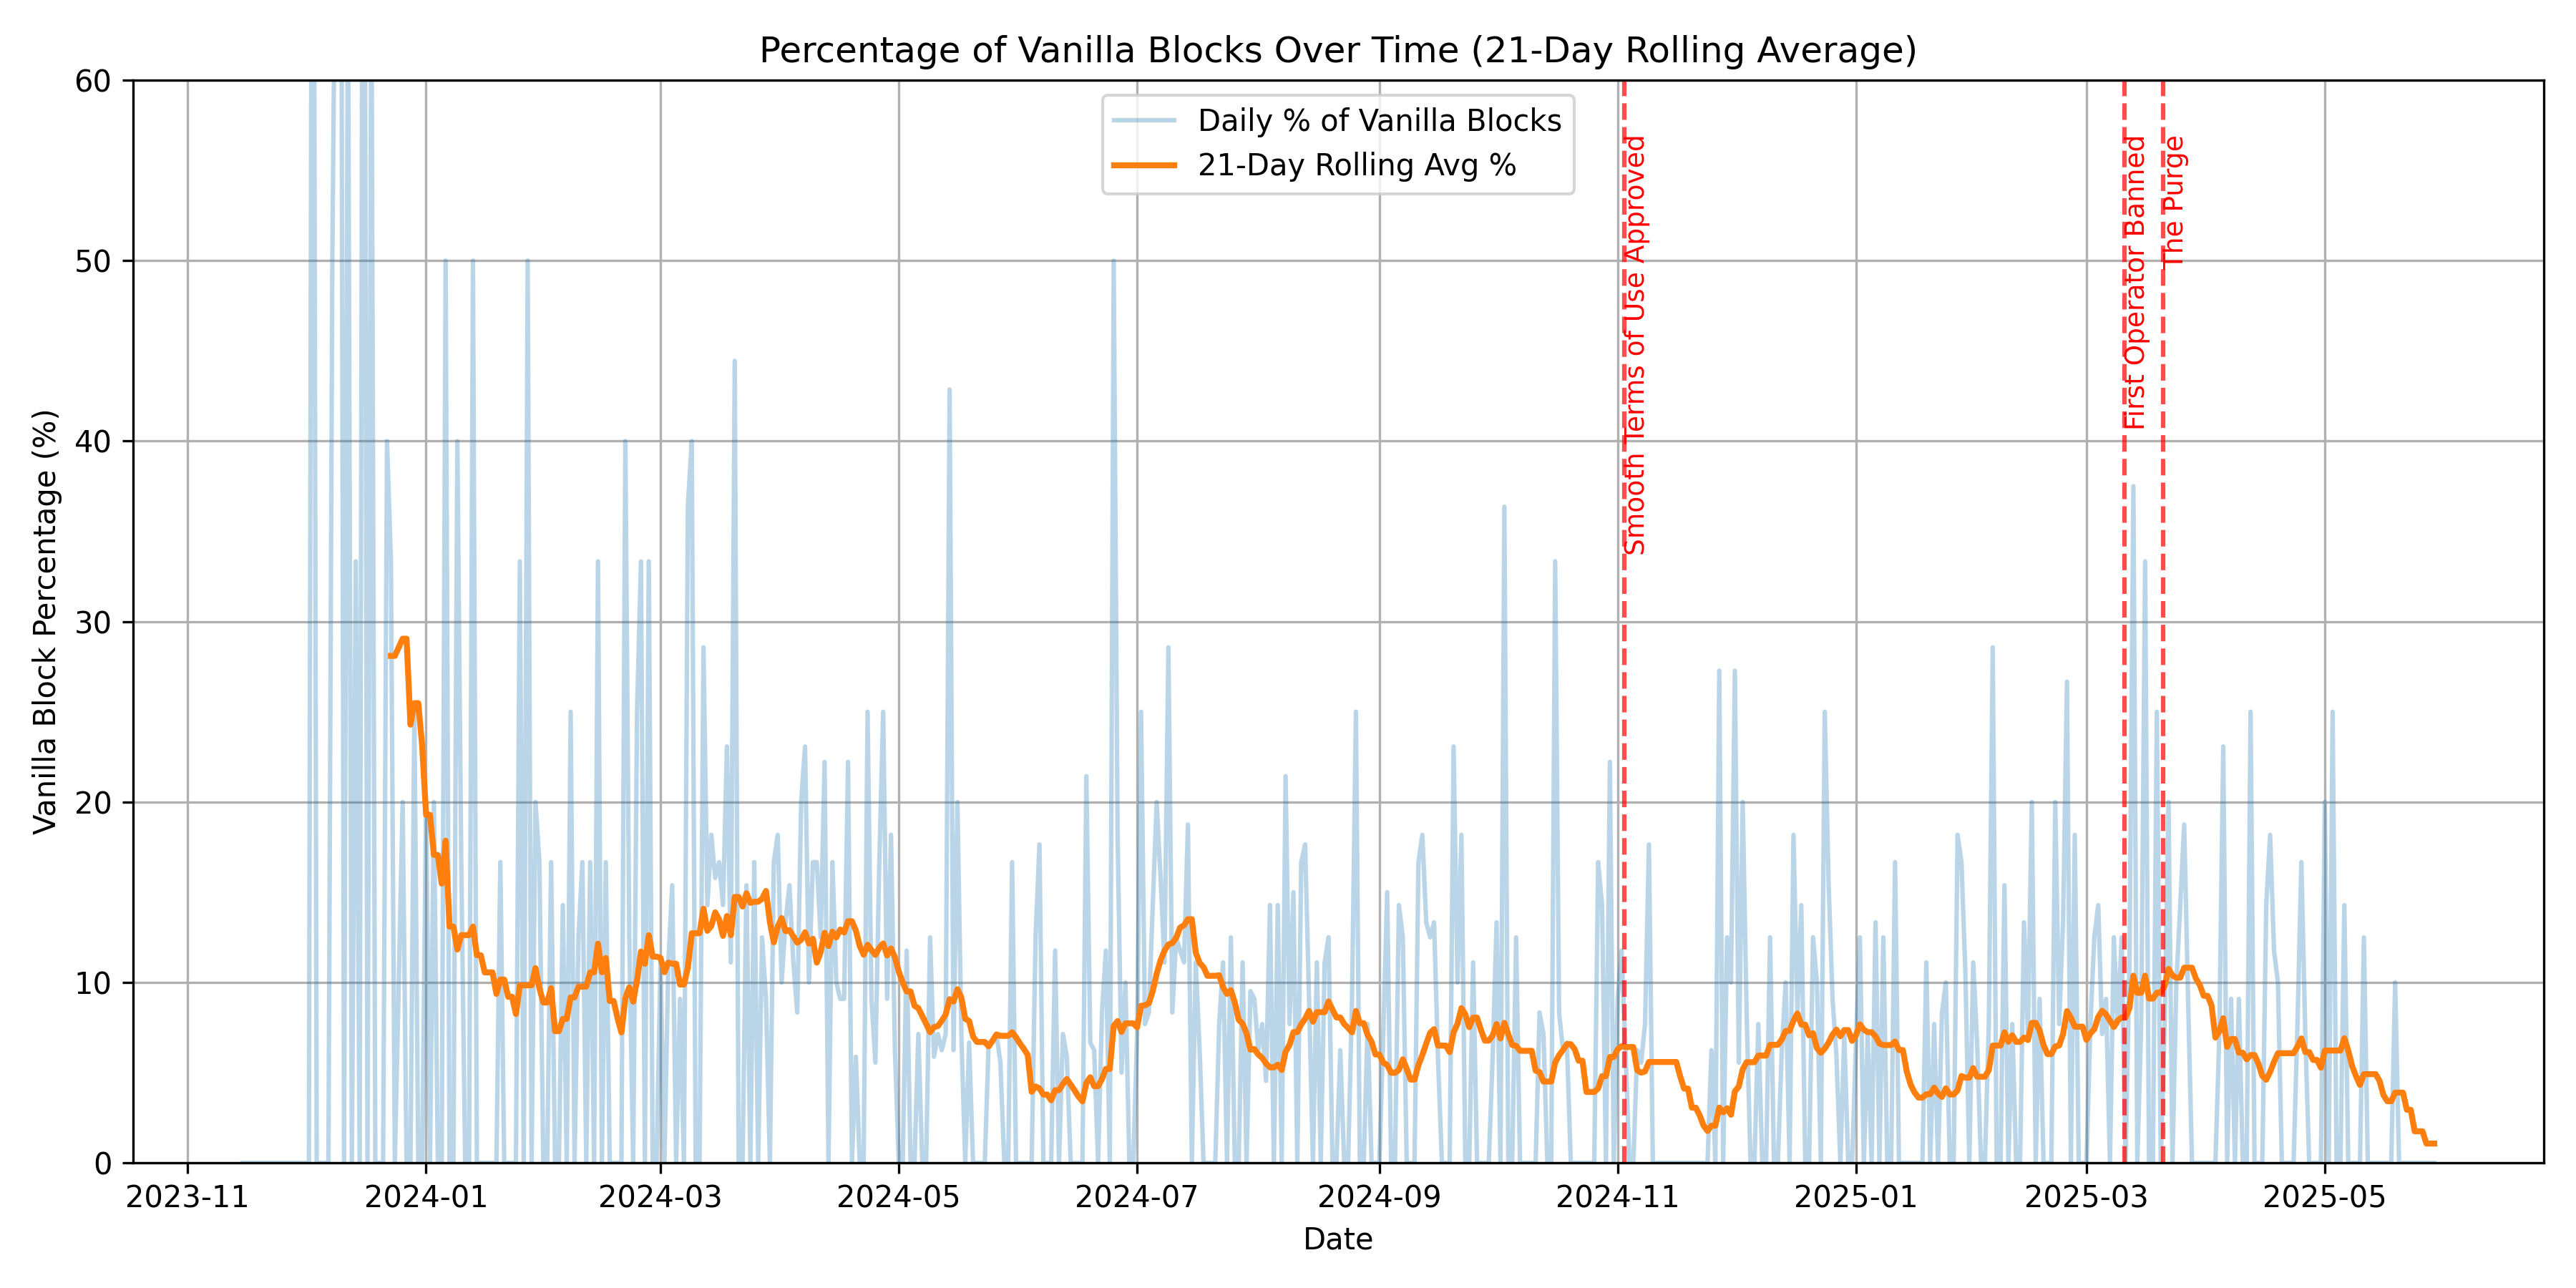 Percentage of Vanilla Blocks Over Time (21-Day Rolling Average)
Daily % of Vanilla Blocks
21-Day Rolling Avg %
Smooth Terms of Use Approved
First Operator Banned
The Purge
Vanilla Block Percentage (%)
60
50
40
30
20
10
0
2023-11
2024-01
2024-03
2024-05
2024-07
2024-09
2024-11
2025-01
2025-03
2025-05
Date